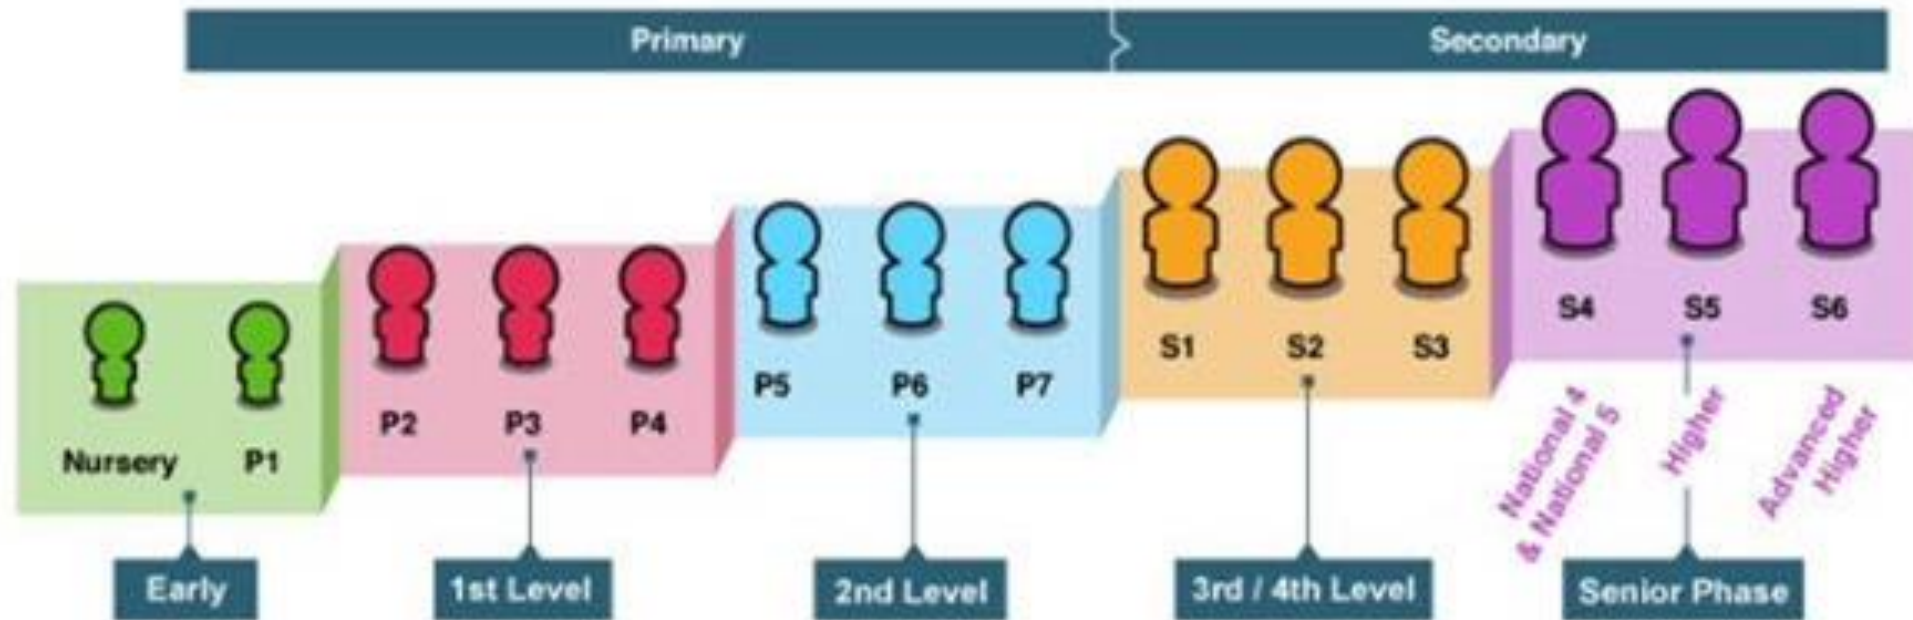 Primary
Secondary
Nursery
P1
P2
P3
P4
P5
P6
P7
S1
S2
S3
S4
S5
S6
National 4
& National 5
Higher
Advanced
Higher
Early
1st Level
2nd Level
3rd / 4th Level
Senior Phase